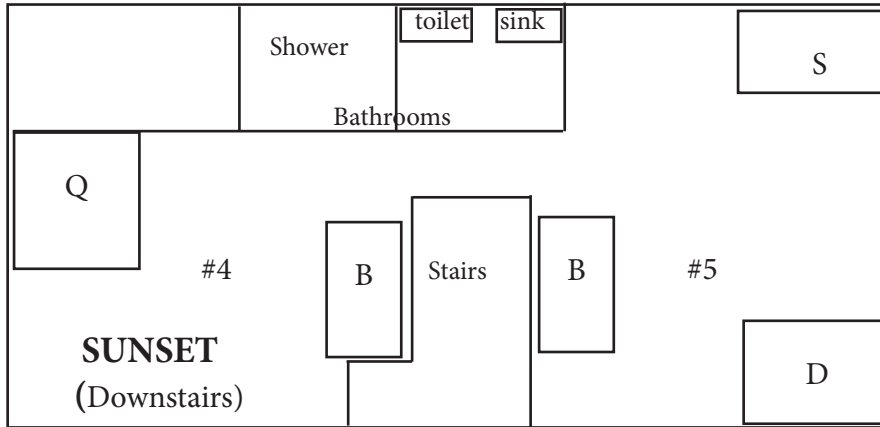 toilet
sink
Shower
S
Bathrooms
Q
#4
B
Stairs
B
#5
SUNSET
(Downstairs)
D